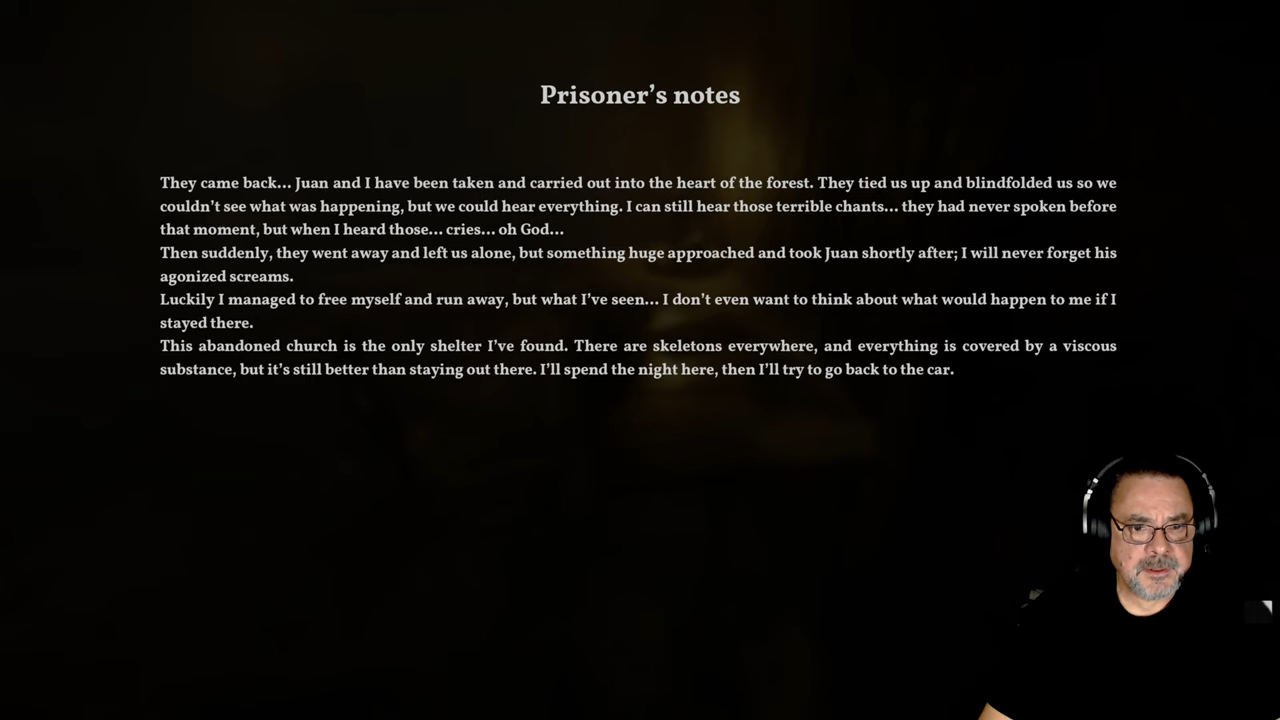 Prisoner's notes
They came back... Juan and I have been taken and carried out into the heart of the forest. They tied us up and blindfolded us so we
couldn't see what was happening, but we could hear everything. I can still hear those terrible chants... they had never spoken before
that moment, but when I heard those... cries... oh God...
Then suddenly, they went away and left us alone, but something huge approached and took Juan shortly after; I will never forget his
agonized screams.
Luckily I managed to free myself and run away, but what I've seen... I don't even want to think about what would happen to me if I
stayed there.
This abandoned church is the only shelter I've found. There are skeletons everywhere, and everything is covered by a viscous
substance, but it's still better than staying out there. I'll spend the night here, then I'll try to go back to the car.